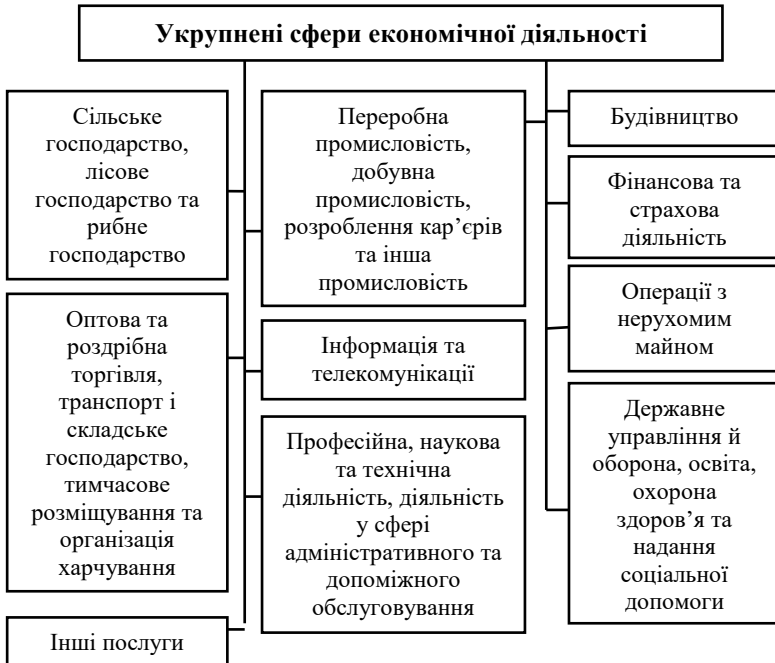 Укрупнені сфери економічної діяльності
Сільське
господарство,
лісове
господарство та
рибне
господарство
Оптова та
роздрібна
торгівля,
транспорт і
складське
господарство,
тимчасове
розміщування та
організація
харчування
Інші послуги
Переробна
промисловість,
добувна
промисловість,
розроблення кар’єрів
та інша
промисловість
Інформація та
телекомунікації
Професійна, наукова
та технічна
діяльність, діяльність
у сфері
адміністративного та
допоміжного
обслуговування
Будівництво
Фінансова та
страхова
діяльність
Операції з
нерухомим
майном
Державне
управління й
оборона, освіта,
охорона
здоров’я та
надання
соціальної
допомоги